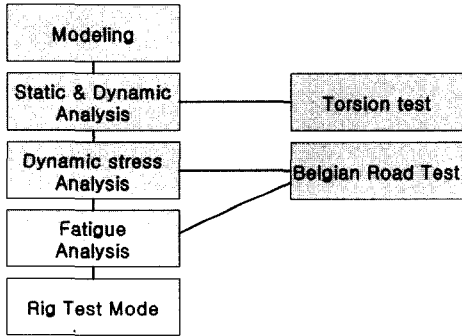 Modeling
Static & Dynamic
Analysis
Torsion test
Dynamic stress
Analysis
Belgian Road Test
Fatigue
Analysis
Rig Test Mode